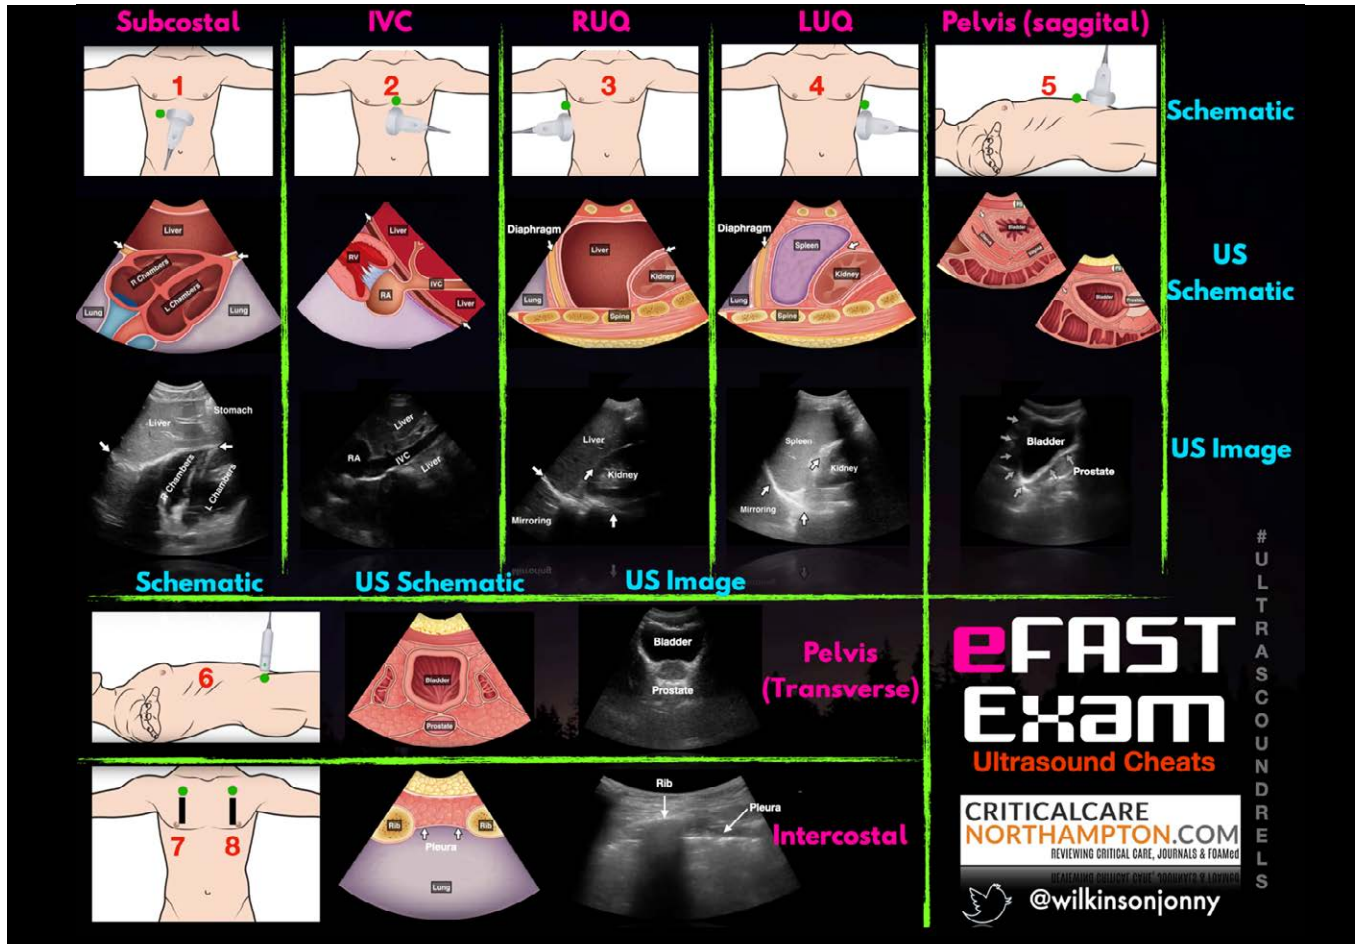 Subcostal
IVC
RUQ
LUQ
Pelvis (saggital)
1
2
3
4
5
Schematic
Liver
R Chambers
L Chambers
Lung
Lung
Liver
RV
RA
IVC
Liver
Diaphragm
Liver
Kidney
Lung
Spine
Diaphragm
Spleen
Kidney
Lung
Spine
Bladder
Bladder
US
Schematic
Liver
Stomach
R Chambers
L Chambers
Liver
RA
IVC
Liver
Liver
Kidney
Mirroring
Spleen
Kidney
Mirroring
Bladder
Prostate
US Image
Schematic
US Schematic
US Image
6
Bladder
Prostate
Bladder
Prostate
Pelvis
(Transverse)
7
8
Rib
Rib
Pleura
Lung
Rib
Pleura
Intercostal
eFAST
Exam
Ultrasound Cheats
CRITICALCARE
NORTHAMPTON.COM
REVIEWING CRITICAL CARE, JOURNALS & FOAMed
@wilkinsonjonny
#ULTRASCOUNDRELS